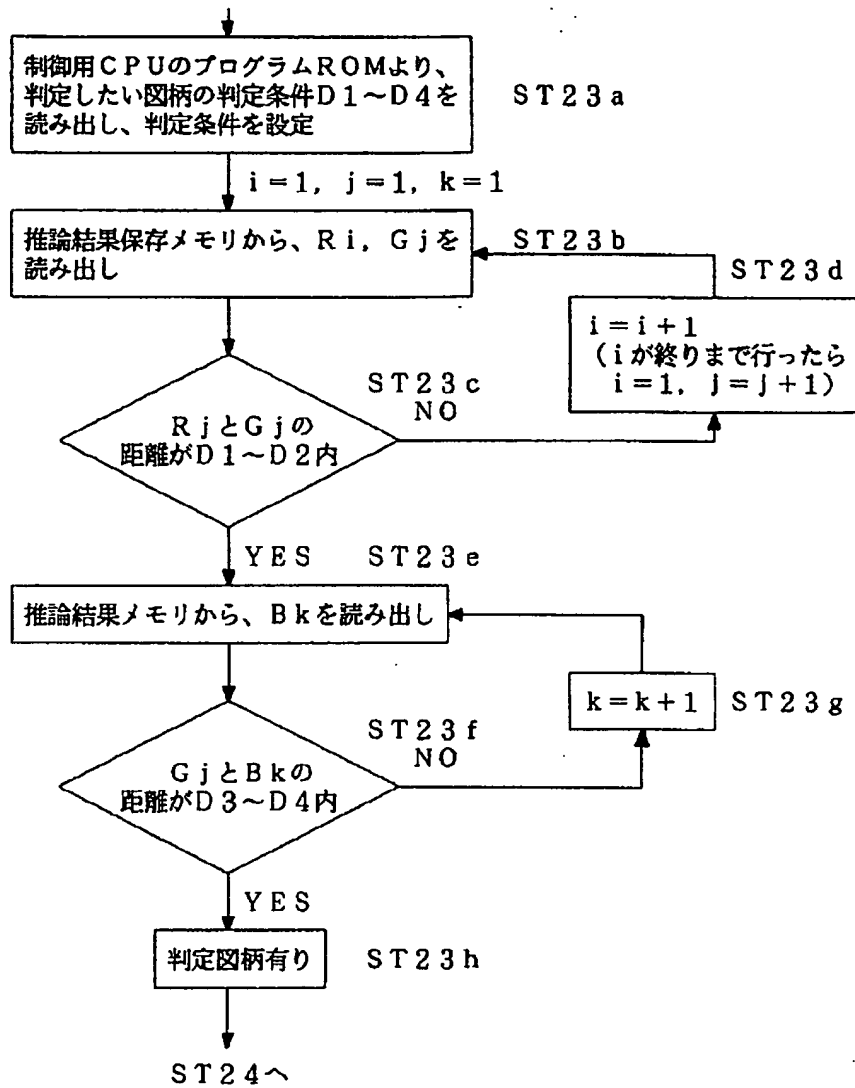 制御用CPUのプログラムROMより、
判定したい図柄の判定条件D1～D4を
読み出し、判定条件を設定
ST23a
i=1, j=1, k=1
推論結果保存メモリから、Ri, Gjを
読み出し
ST23b
ST23d
i=i+1
(iが終りまで行ったら
i=1, j=j+1)
ST23c
NO
RjとGjの
距離がD1～D2内
YES
ST23e
推論結果メモリから、Bkを読み出し
k=k+1
ST23g
ST23f
NO
GjとBkの
距離がD3～D4内
YES
判定図柄有り
ST23h
ST24へ